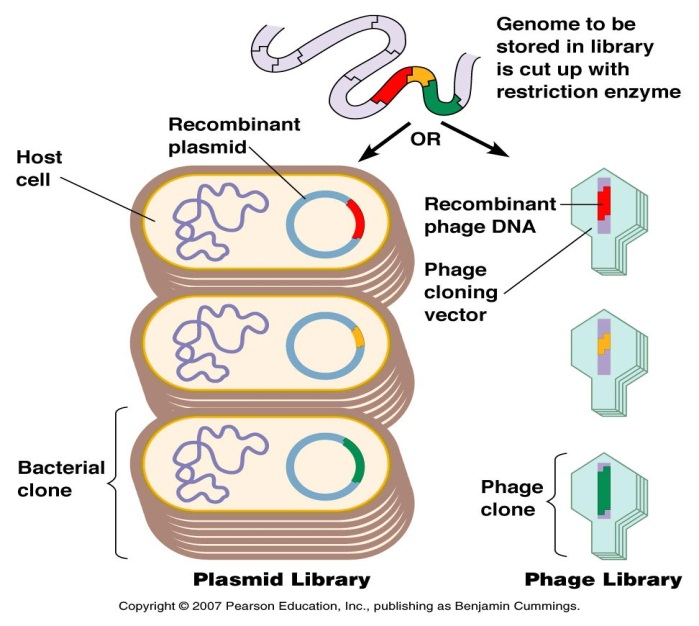 Genome to be
stored in library
is cut up with
restriction enzyme
Recombinant
plasmid
OR
Host
cell
Recombinant
phage DNA
Phage
cloning
vector
Bacterial
clone
Phage
clone
Plasmid Library
Phage Library
Copyright © 2007 Pearson Education, Inc., publishing as Benjamin Cummings.